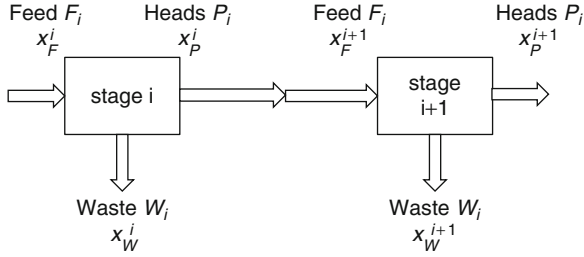 Feed F_i
x_F^i
Heads P_i
x_P^i
Feed F_i
x_F^{i+1}
Heads P_i
x_P^{i+1}
stage i
stage
i+1
Waste W_i
x_W^i
Waste W_i
x_W^{i+1}